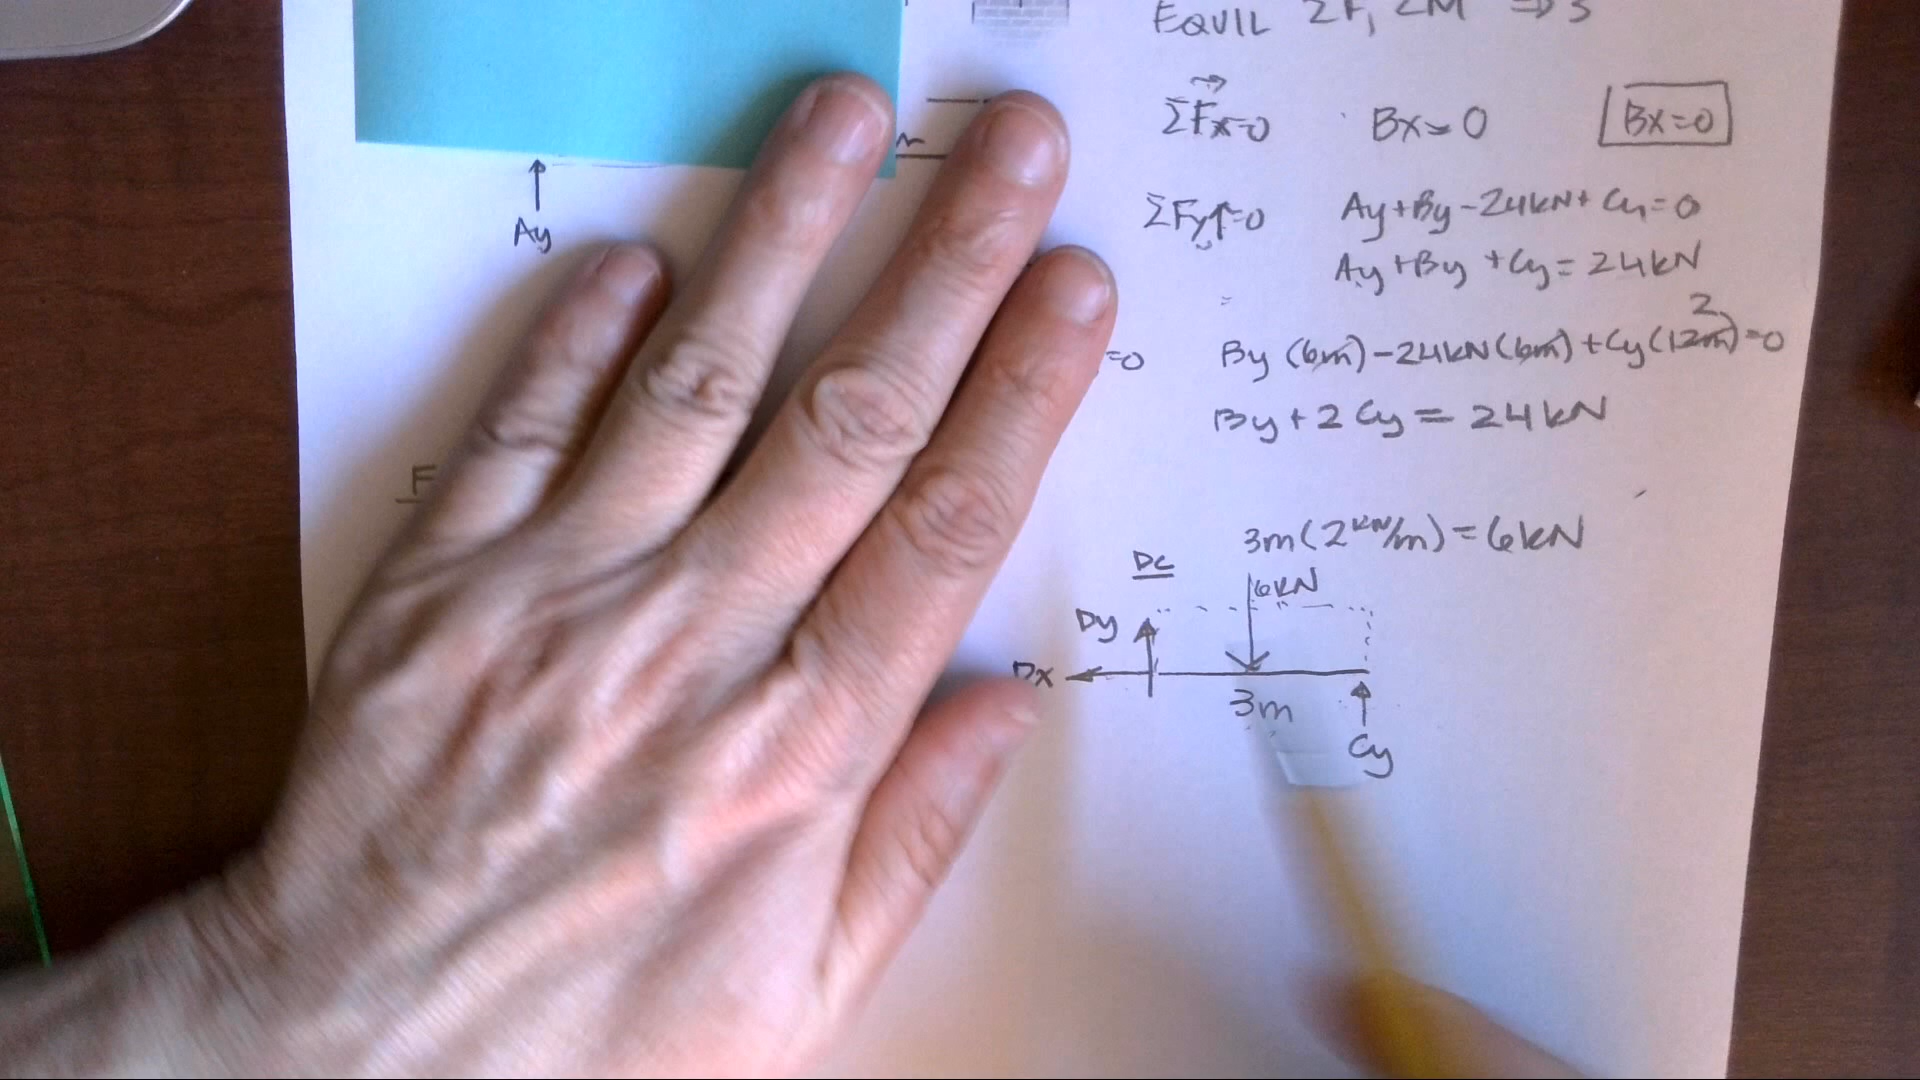 EQUIL ΣF, ΣM ⇒ 3
ΣFx=0 Bx=0 Bx=0
Ay
ΣFy↑=0 Ay+By-24kN+Cy=0
Ay+By+Cy=24kN
=0 By(6m)-24kN(6m)+Cy(12m)=0
2
By+2Cy=24kN
F
3m(2kN/m)=6kN
DC
6kN
Dy
Dx
3m
Cy